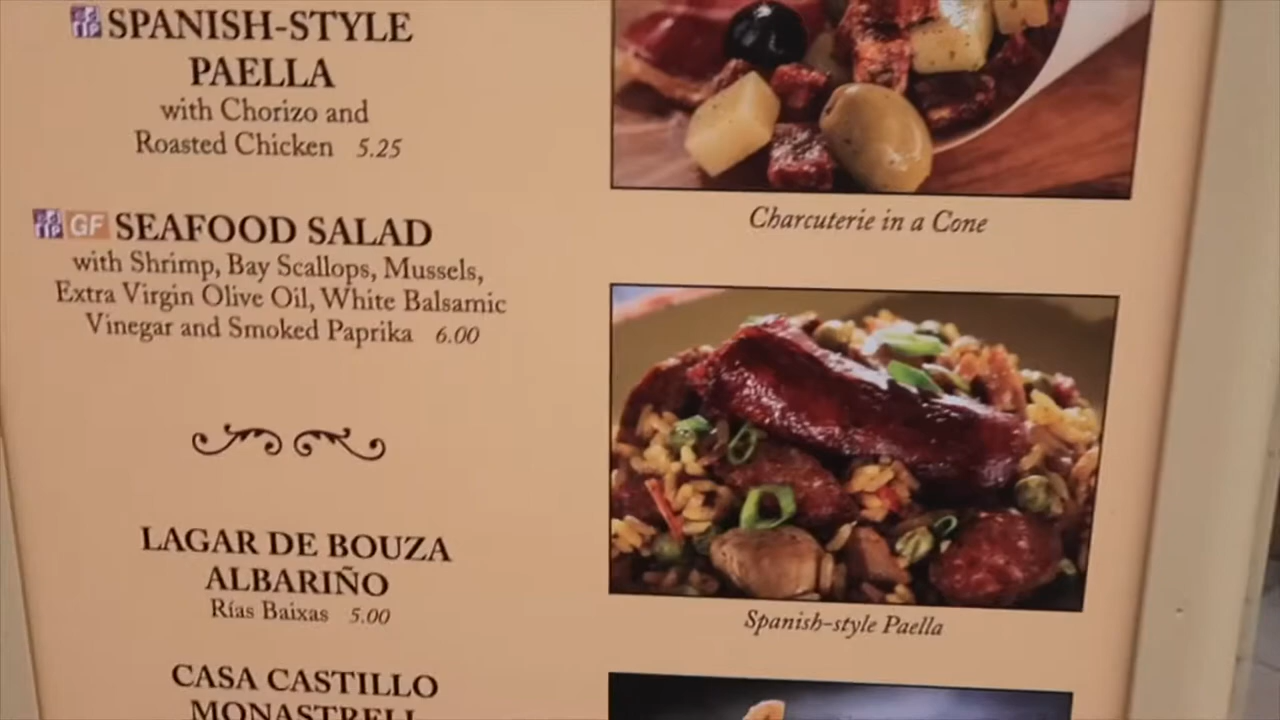 SPANISH-STYLE
PAELLA
with Chorizo and
Roasted Chicken 5.25
GF SEAFOOD SALAD
with Shrimp, Bay Scallops, Mussels,
Extra Virgin Olive Oil, White Balsamic
Vinegar and Smoked Paprika 6.00
LAGAR DE BOUZA
ALBARIÑO
Rías Baixas 5.00
CASA CASTILLO
MONASTRELL
Charcuterie in a Cone
Spanish-style Paella